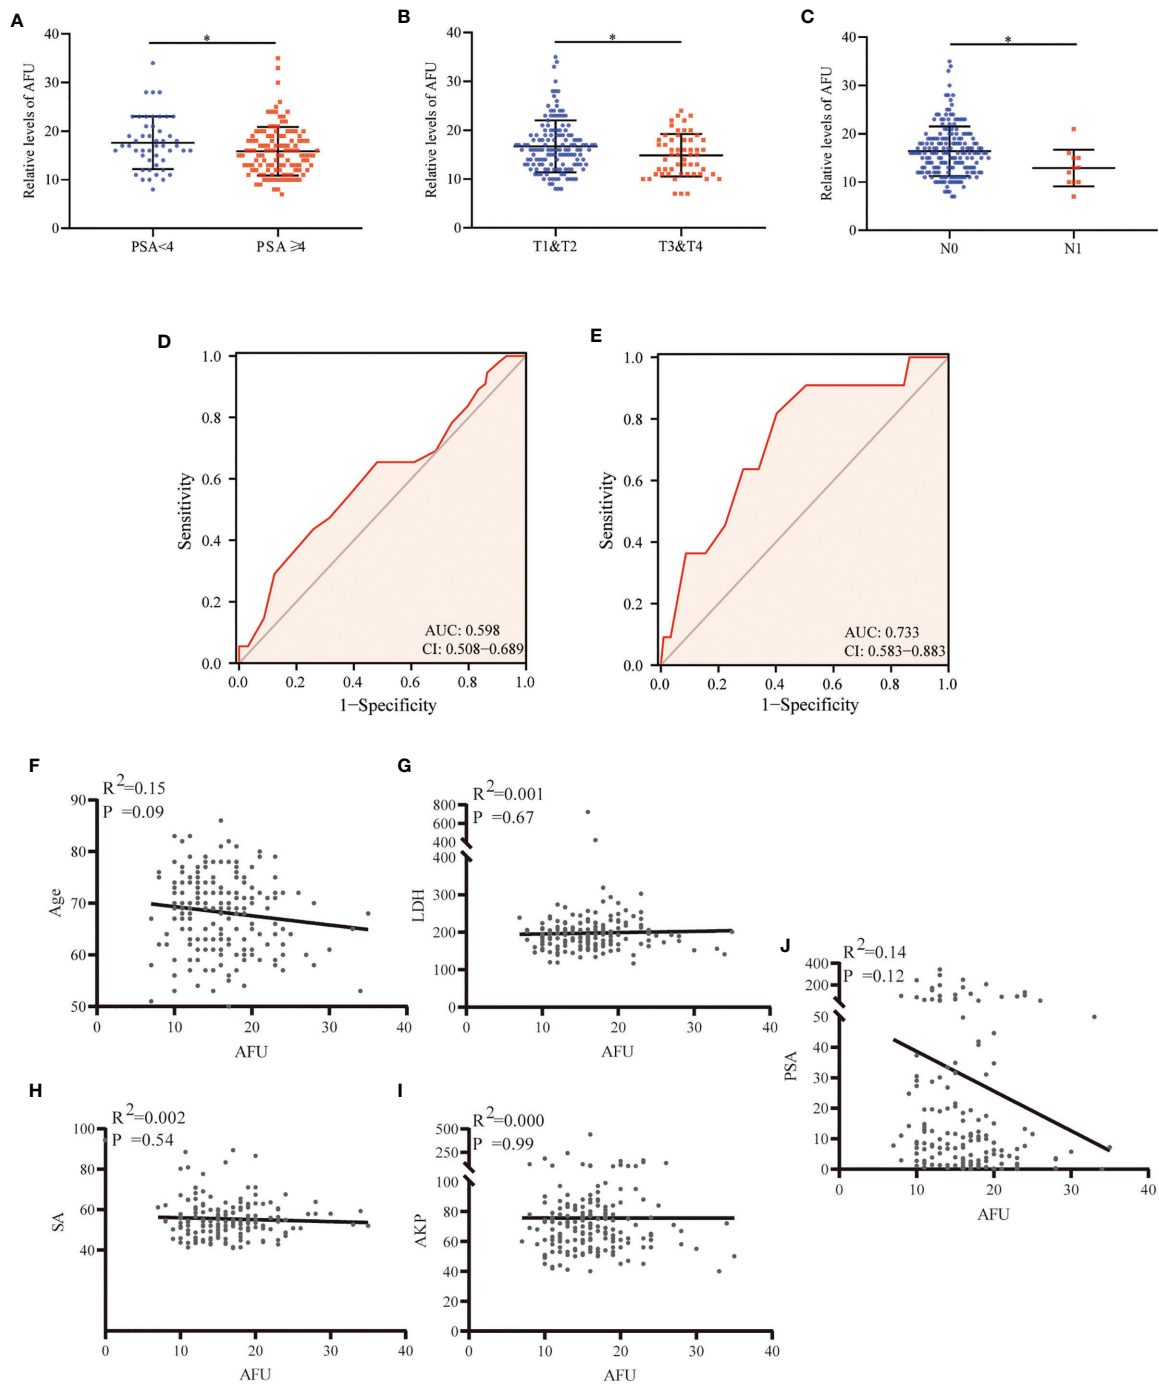 A
Relative levels of AFU
40
30
20
10
0
*
PSA<4
PSA ≥4
B
Relative levels of AFU
40
30
20
10
0
*
T1&T2
T3&T4
C
Relative levels of AFU
40
30
20
10
0
*
N0
N1
D
Sensitivity
1.0
0.8
0.6
0.4
0.2
0.0
AUC: 0.598
CI: 0.508−0.689
0.0 0.2 0.4 0.6 0.8 1.0
1−Specificity
E
Sensitivity
1.0
0.8
0.6
0.4
0.2
0.0
AUC: 0.733
CI: 0.583−0.883
0.0 0.2 0.4 0.6 0.8 1.0
1−Specificity
F
R²=0.15
P =0.09
Age
90
80
70
60
50
0 10 20 30 40
AFU
G
R²=0.001
P =0.67
LDH
800
600
400
400
300
200
100
0
0 10 20 30 40
AFU
H
R²=0.002
P =0.54
SA
100
80
60
40
0 10 20 30 40
AFU
I
R²=0.000
P =0.99
AKP
500
250
100
80
60
40
20
0
0 10 20 30 40
AFU
J
R²=0.14
P =0.12
PSA
400
200
50
40
30
20
10
0
0 10 20 30 40
AFU